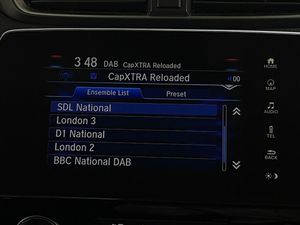 3 48 DAB CapXTRA Reloaded
CapXTRA Reloaded
00
Ensemble List Preset
SDL National
London 3
D1 National
London 2
BBC National DAB
HOME
MAP
AUDIO
TEL
BACK